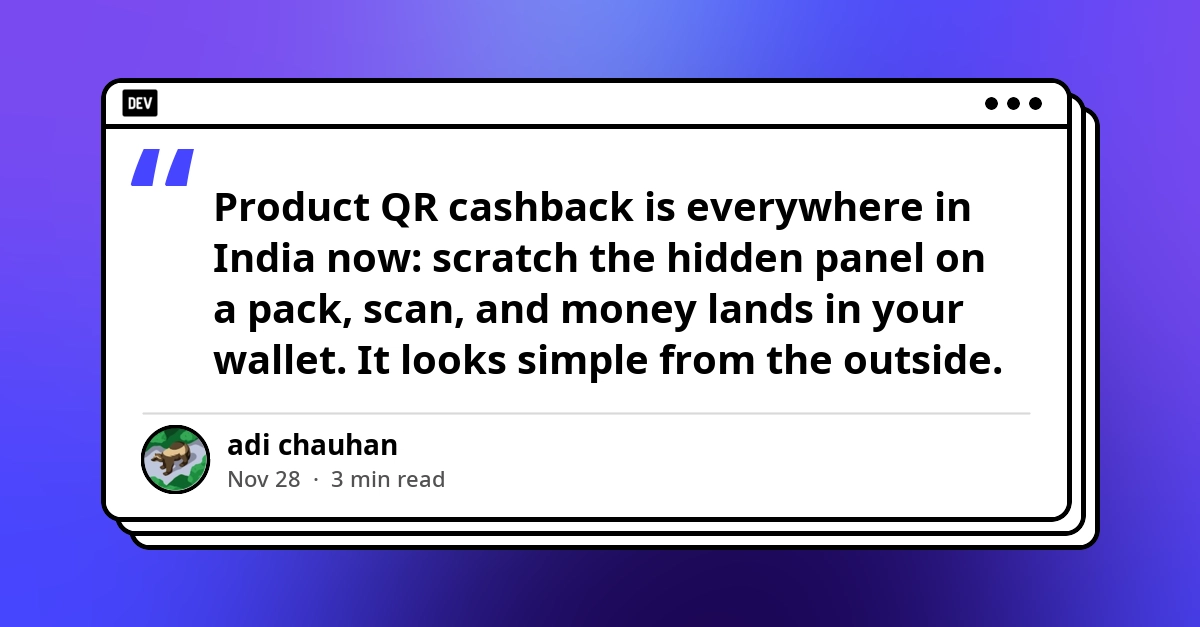 DEV
“
Product QR cashback is everywhere in
India now: scratch the hidden panel on
a pack, scan, and money lands in your
wallet. It looks simple from the outside.
adi chauhan
Nov 28 · 3 min read